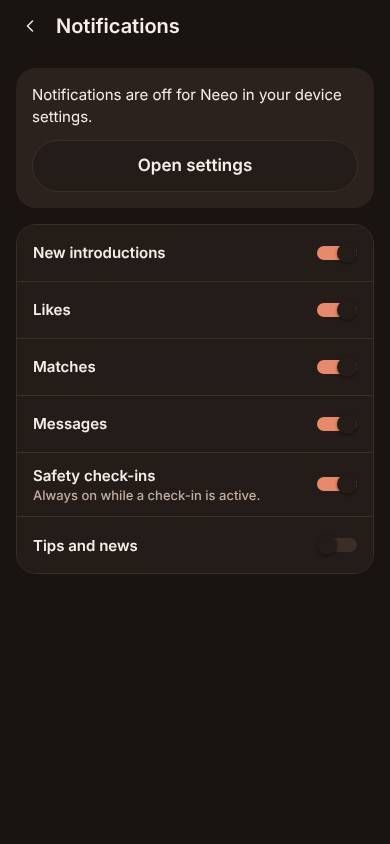 Notifications
Notifications are off for Neeo in your device
settings.
Open settings
New introductions
Likes
Matches
Messages
Safety check-ins
Always on while a check-in is active.
Tips and news